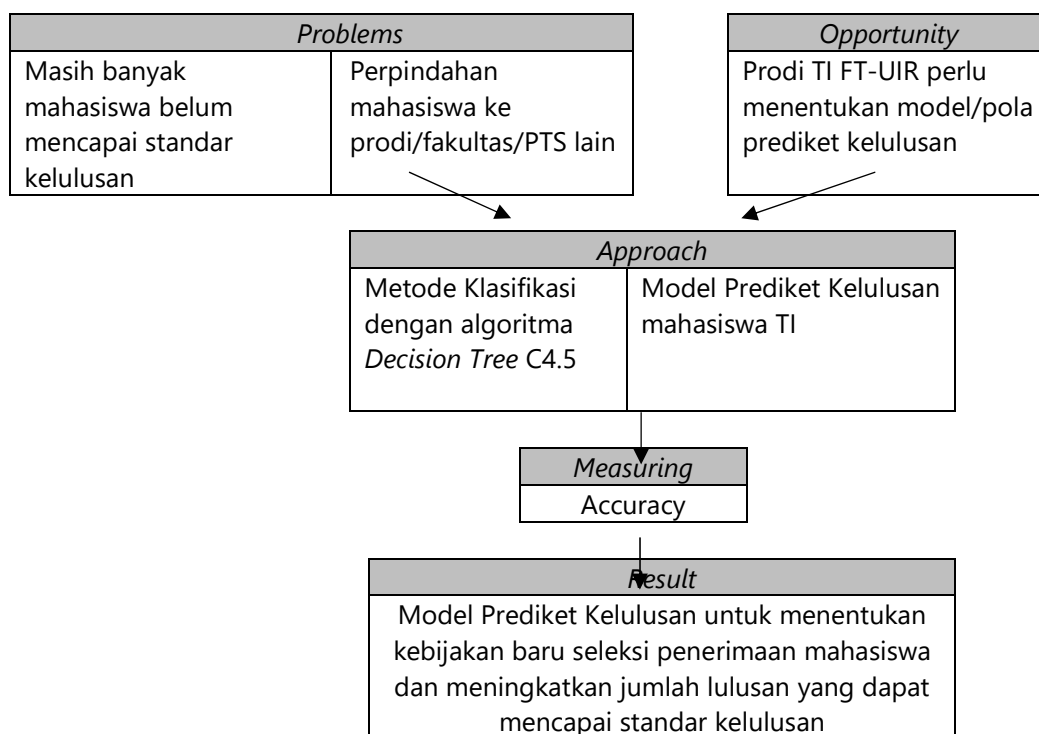 Problems
Masih banyak
mahasiswa belum
mencapai standar
kelulusan
Perpindahan
mahasiswa ke
prodi/fakultas/PTS lain
Opportunity
Prodi TI FT-UIR perlu
menentukan model/pola
prediket kelulusan
Approach
Metode Klasifikasi
dengan algoritma
Decision Tree C4.5
Model Prediket Kelulusan
mahasiswa TI
Measuring
Accuracy
Result
Model Prediket Kelulusan untuk menentukan
kebijakan baru seleksi penerimaan mahasiswa
dan meningkatkan jumlah lulusan yang dapat
mencapai standar kelulusan